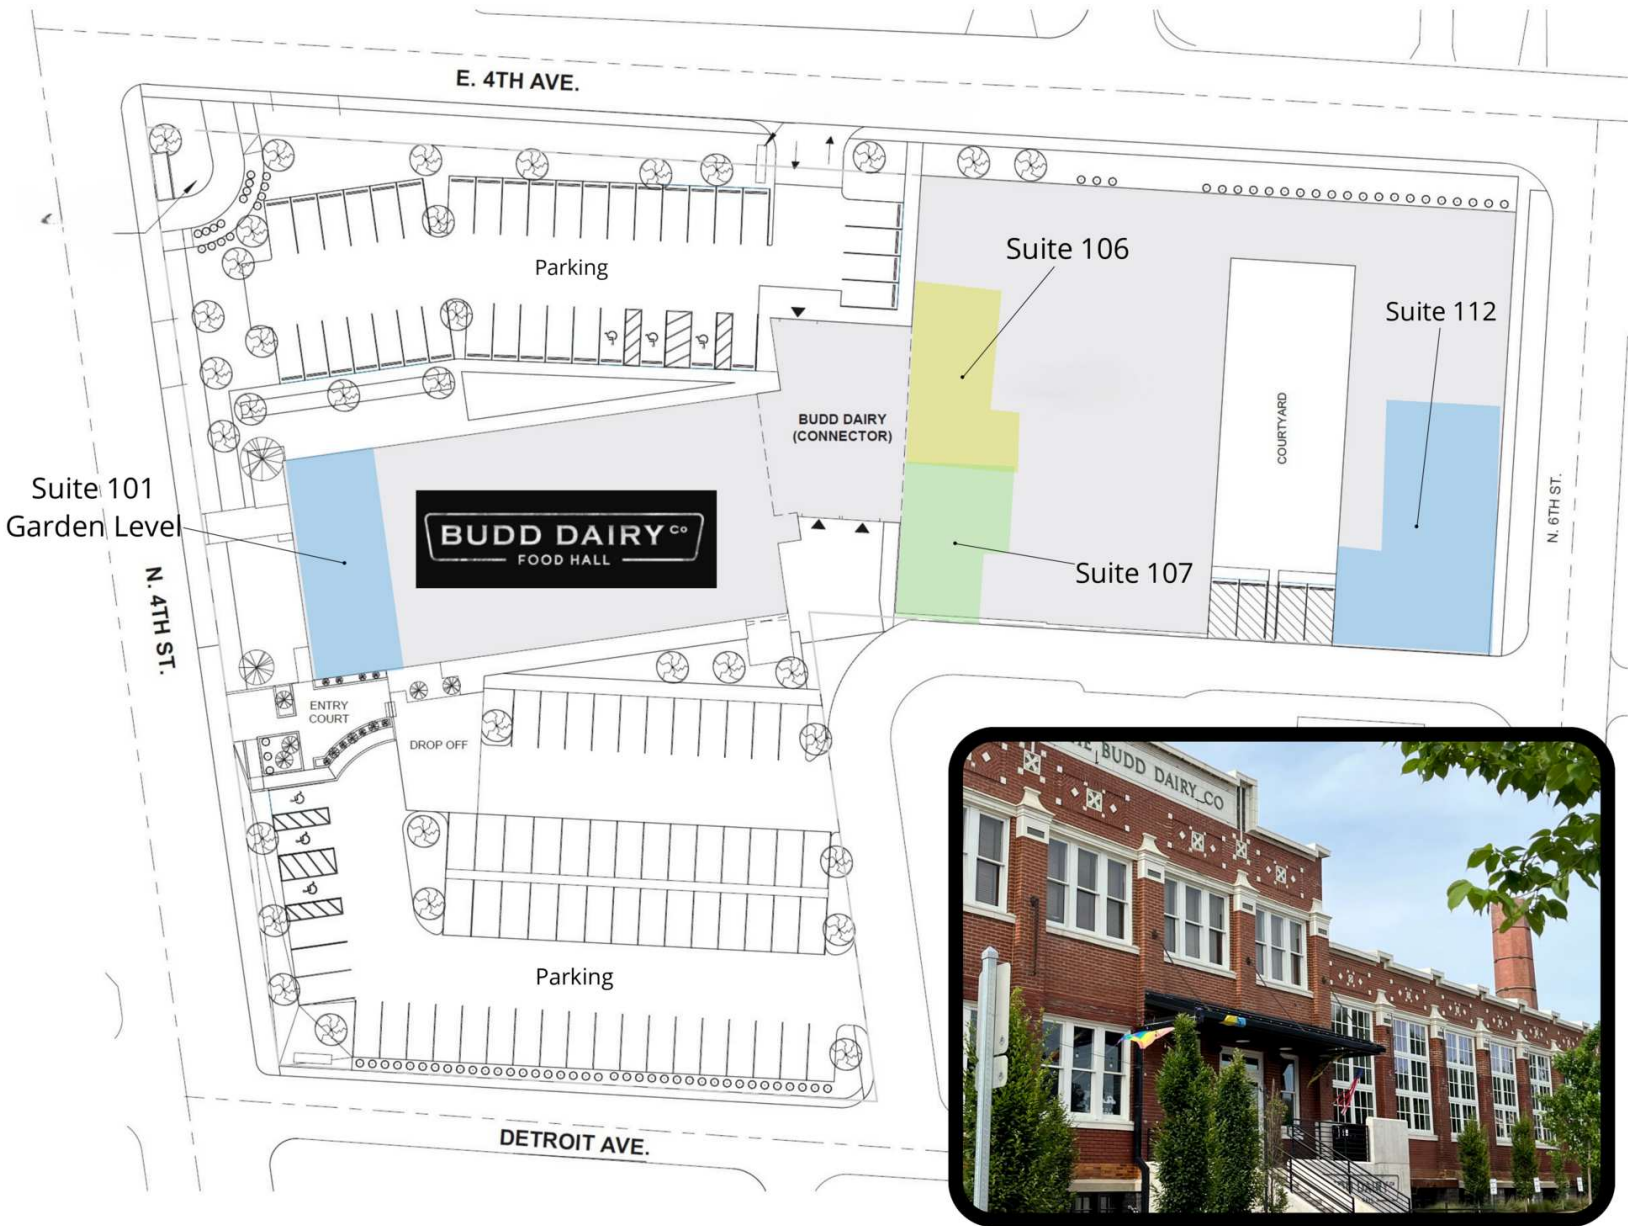 E. 4TH AVE.
Parking
Suite 106
Suite 112
BUDD DAIRY
(CONNECTOR)
COURTYARD
Suite 101
Garden Level
BUDD DAIRY CO
FOOD HALL
Suite 107
N. 6TH ST.
N. 4TH ST.
ENTRY
COURT
DROP OFF
Parking
DETROIT AVE.
BUDD DAIRY CO